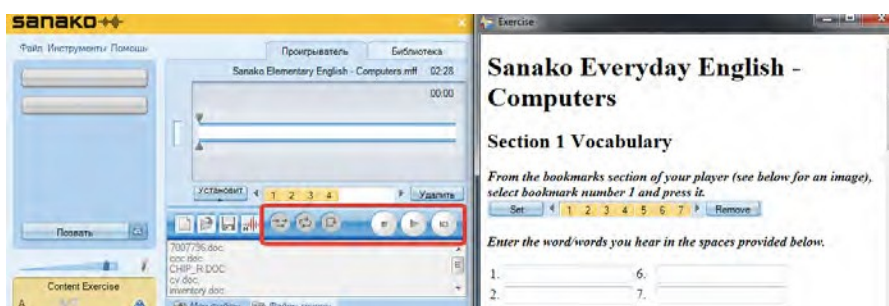 sanako
Файл Инструменты Помощь
Проигрыватель Библиотека
Sanako Elementary English - Computers.mff 02:28
00:00
Установит 1 2 3 4 Удалить
Позвать
7007796.doc
CHIP_R.DOC
cv.doc
inventory.doc
Content Exercise
A
Exercise
Sanako Everyday English -
Computers
Section 1 Vocabulary
From the bookmarks section of your player (see below for an image),
select bookmark number 1 and press it.
Set 1 2 3 4 5 6 7 Remove
Enter the word/words you hear in the spaces provided below.
1. 6.
2. 7.